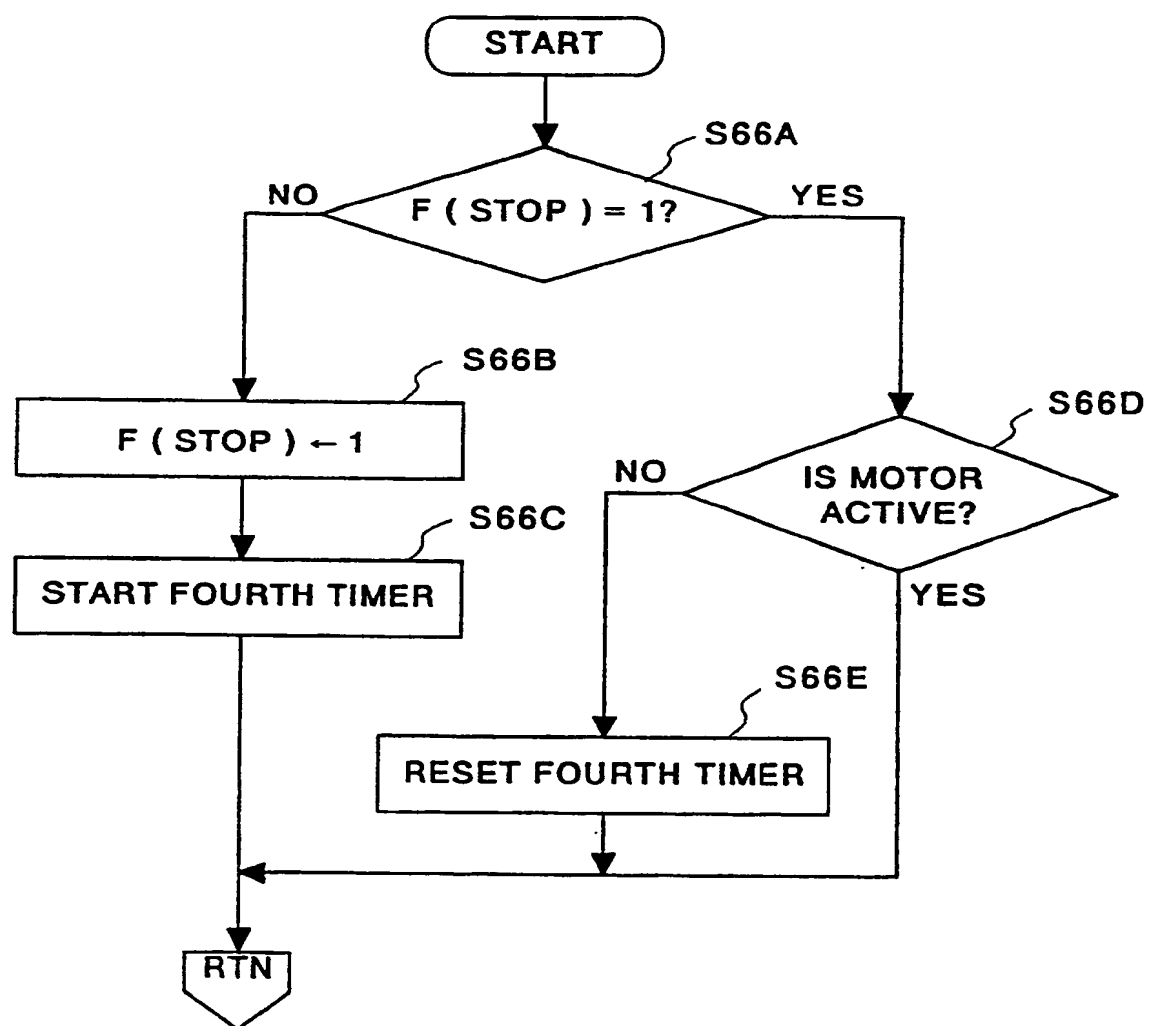 START
S66A
NO
F ( STOP ) = 1?
YES
S66B
F ( STOP ) ← 1
S66D
NO
IS MOTOR
ACTIVE?
S66C
START FOURTH TIMER
YES
S66E
RESET FOURTH TIMER
RTN